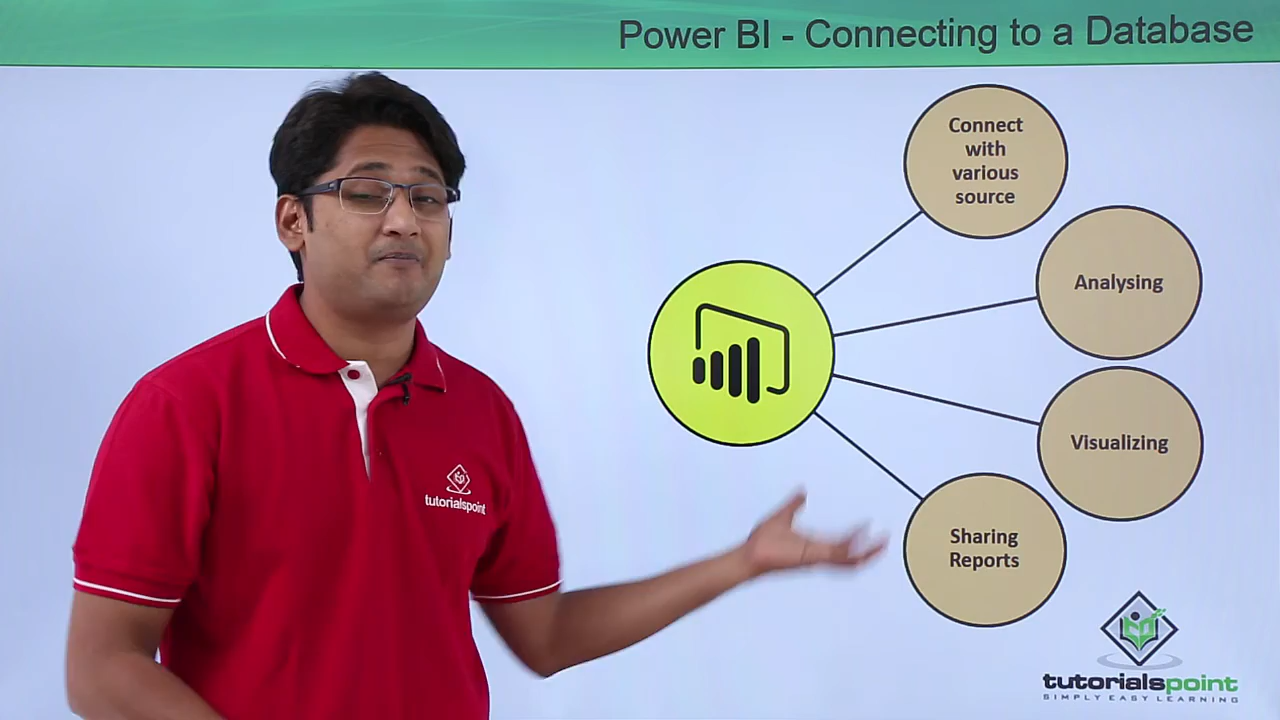 Power BI - Connecting to a Database
Connect
with
various
source
Analysing
Visualizing
Sharing
Reports
tutorialspoint
tutorialspoint
SIMPLY EASY LEARNING